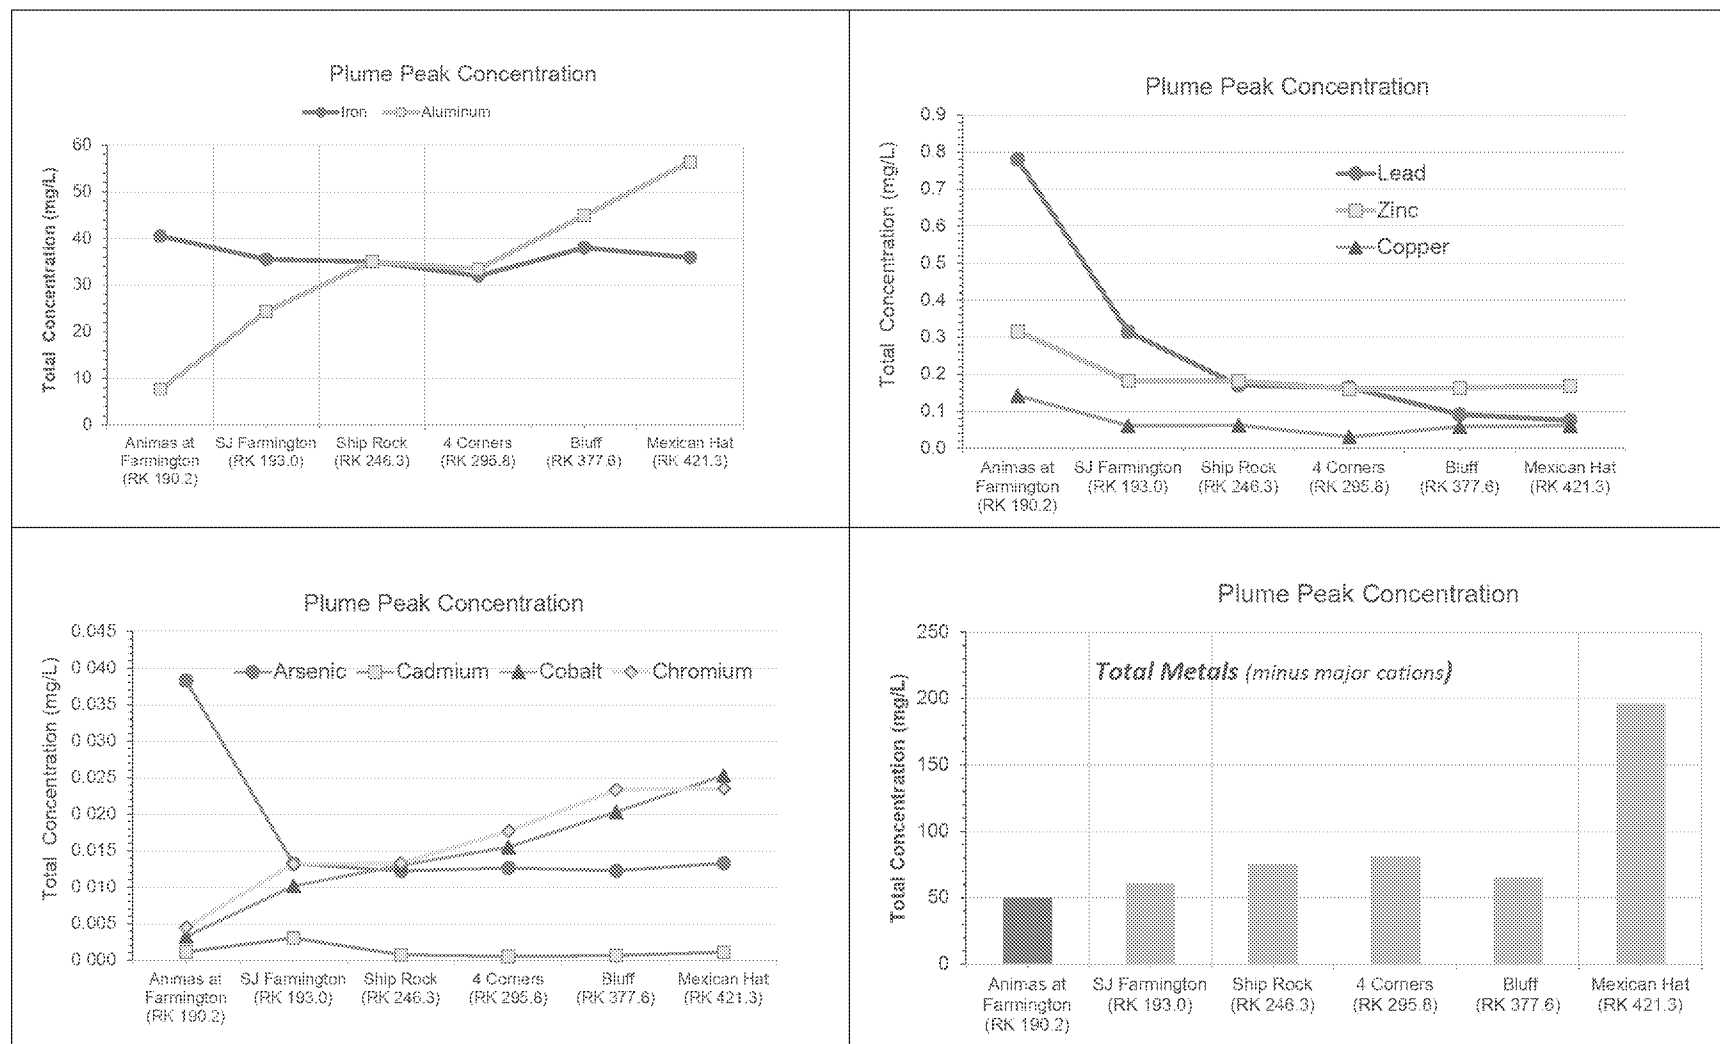 Plume Peak Concentration
Iron Aluminum
Total Concentration (mg/L)
60
50
40
30
20
10
0
Animas at Farmington (RK 190.2)
SJ Farmington (RK 193.0)
Ship Rock (RK 246.3)
4 Corners (RK 295.8)
Bluff (RK 377.6)
Mexican Hat (RK 421.3)
Plume Peak Concentration
Lead
Zinc
Copper
Total Concentration (mg/L)
0.9
0.8
0.7
0.6
0.5
0.4
0.3
0.2
0.1
0.0
Animas at Farmington (RK 190.2)
SJ Farmington (RK 193.0)
Ship Rock (RK 246.3)
4 Corners (RK 295.8)
Bluff (RK 377.6)
Mexican Hat (RK 421.3)
Plume Peak Concentration
Arsenic Cadmium Cobalt Chromium
Total Concentration (mg/L)
0.045
0.040
0.035
0.030
0.025
0.020
0.015
0.010
0.005
0.000
Animas at Farmington (RK 190.2)
SJ Farmington (RK 193.0)
Ship Rock (RK 246.3)
4 Corners (RK 295.8)
Bluff (RK 377.6)
Mexican Hat (RK 421.3)
Plume Peak Concentration
Total Metals (minus major cations)
Total Concentration (mg/L)
250
200
150
100
50
0
Animas at Farmington (RK 190.2)
SJ Farmington (RK 193.0)
Ship Rock (RK 246.3)
4 Corners (RK 295.8)
Bluff (RK 377.6)
Mexican Hat (RK 421.3)